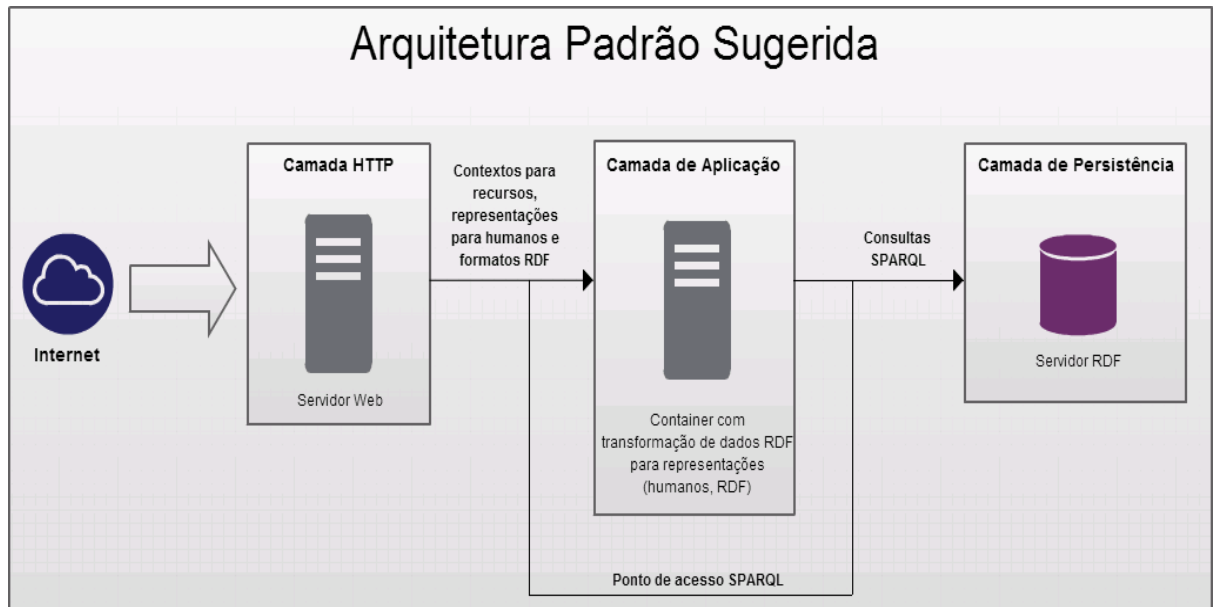 Arquitetura Padrão Sugerida
Internet
Camada HTTP
Servidor Web
Contextos para
recursos,
representações
para humanos e
formatos RDF
Camada de Aplicação
Container com
transformação de dados RDF
para representações
(humanos, RDF)
Consultas
SPARQL
Camada de Persistência
Servidor RDF
Ponto de acesso SPARQL